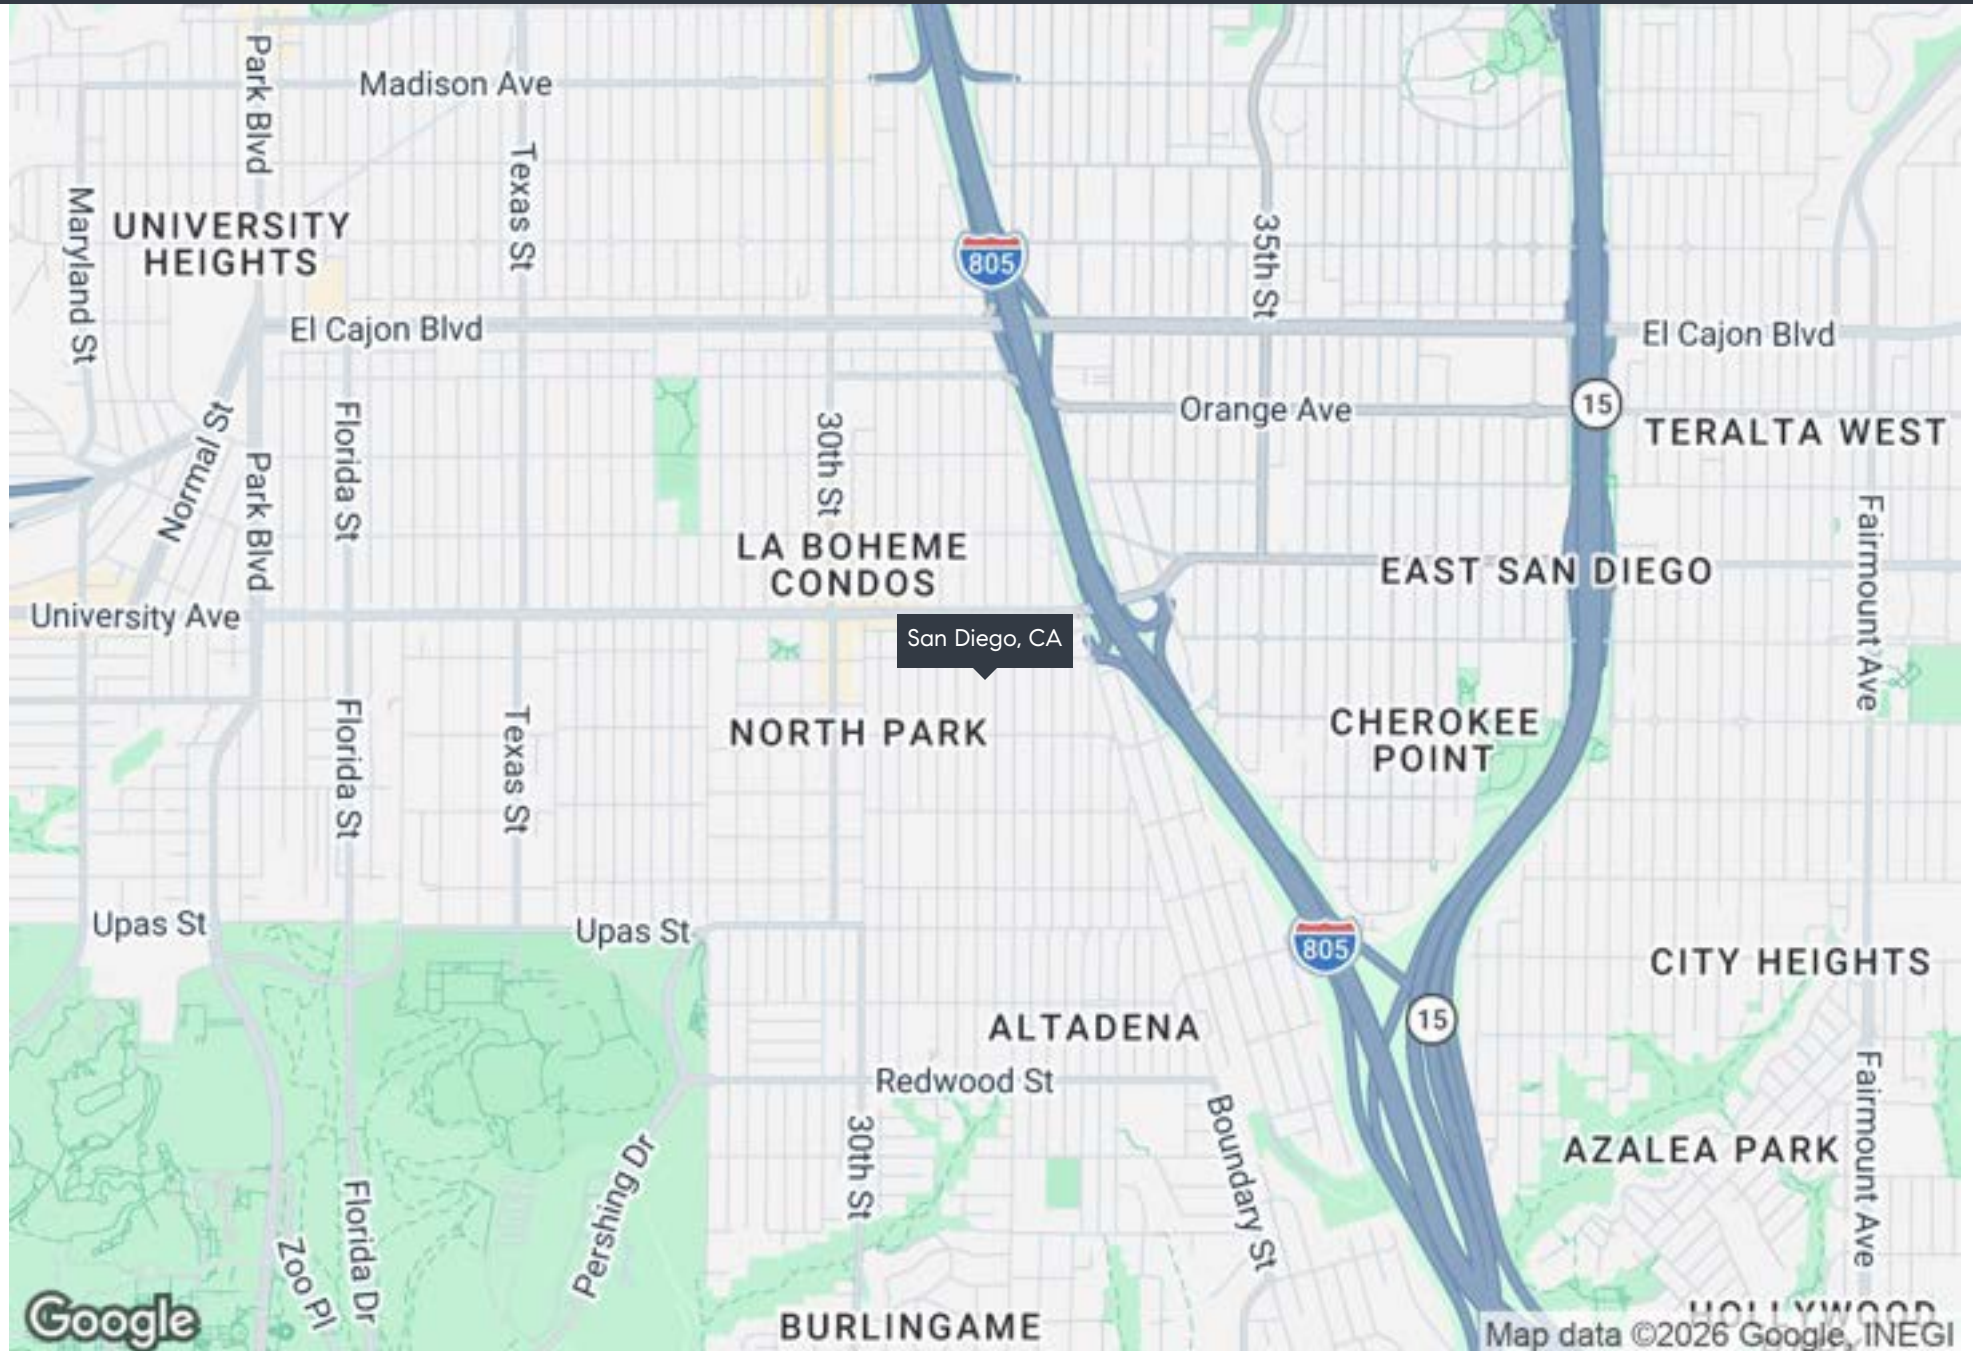 Madison Ave
Park Blvd
Texas St
Maryland St
UNIVERSITY
HEIGHTS
805
35th St
El Cajon Blvd
El Cajon Blvd
Normal St
Florida St
Park Blvd
30th St
Orange Ave
15
TERALTA WEST
LA BOHEME
CONDOS
EAST SAN DIEGO
Fairmount Ave
University Ave
San Diego, CA
Florida St
Texas St
NORTH PARK
CHEROKEE
POINT
Upas St
Upas St
805
CITY HEIGHTS
15
ALTADENA
Redwood St
Boundary St
Fairmount Ave
AZALEA PARK
30th St
Pershing Dr
Florida Dr
Zoo Pl
BURLINGAME
HOLLYWOOD
Google
Map data ©2026 Google, INEGI